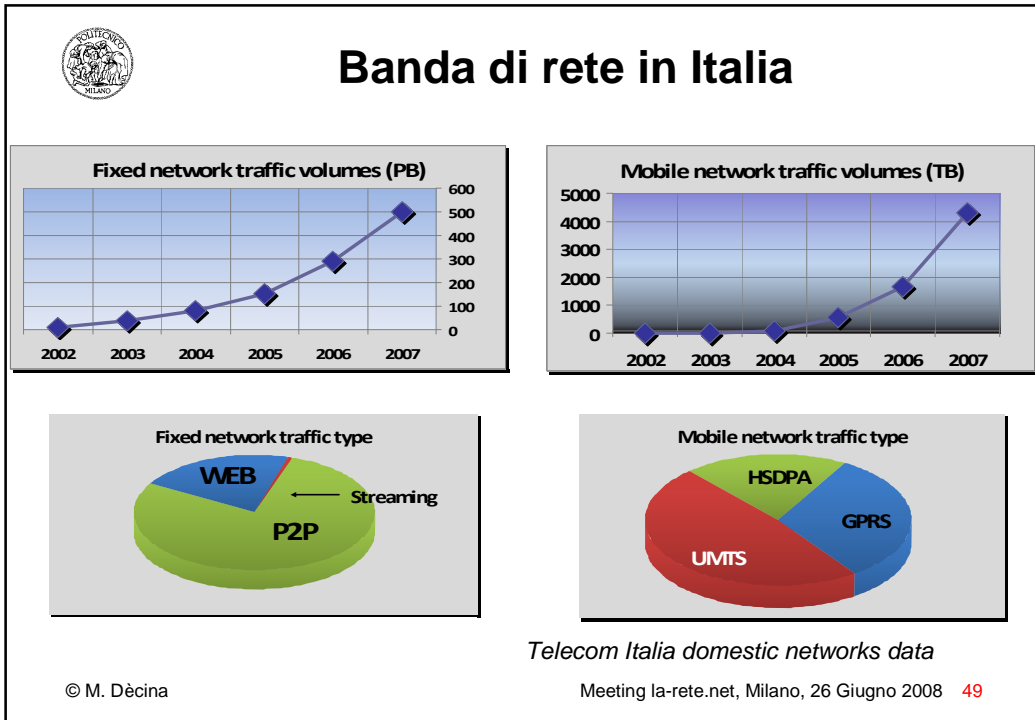 POLITECNICO
MILANO
Banda di rete in Italia
Fixed network traffic volumes (PB)
600
500
400
300
200
100
0
2002 2003 2004 2005 2006 2007
Mobile network traffic volumes (TB)
5000
4000
3000
2000
1000
0
2002 2003 2004 2005 2006 2007
Fixed network traffic type
WEB
Streaming
P2P
Mobile network traffic type
HSDPA
GPRS
UMTS
Telecom Italia domestic networks data
© M. Dècina
Meeting la-rete.net, Milano, 26 Giugno 2008 49